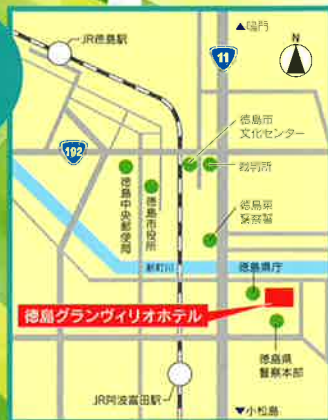 JR徳島駅
▲鳴門
N
11
192
徳島市
文化センター
裁判所
徳島中央郵便局
徳島市役所
徳島東
警察署
新町川
徳島県庁
徳島グランヴィリオホテル
徳島県
警察本部
JR阿波富田駅
▼小松島